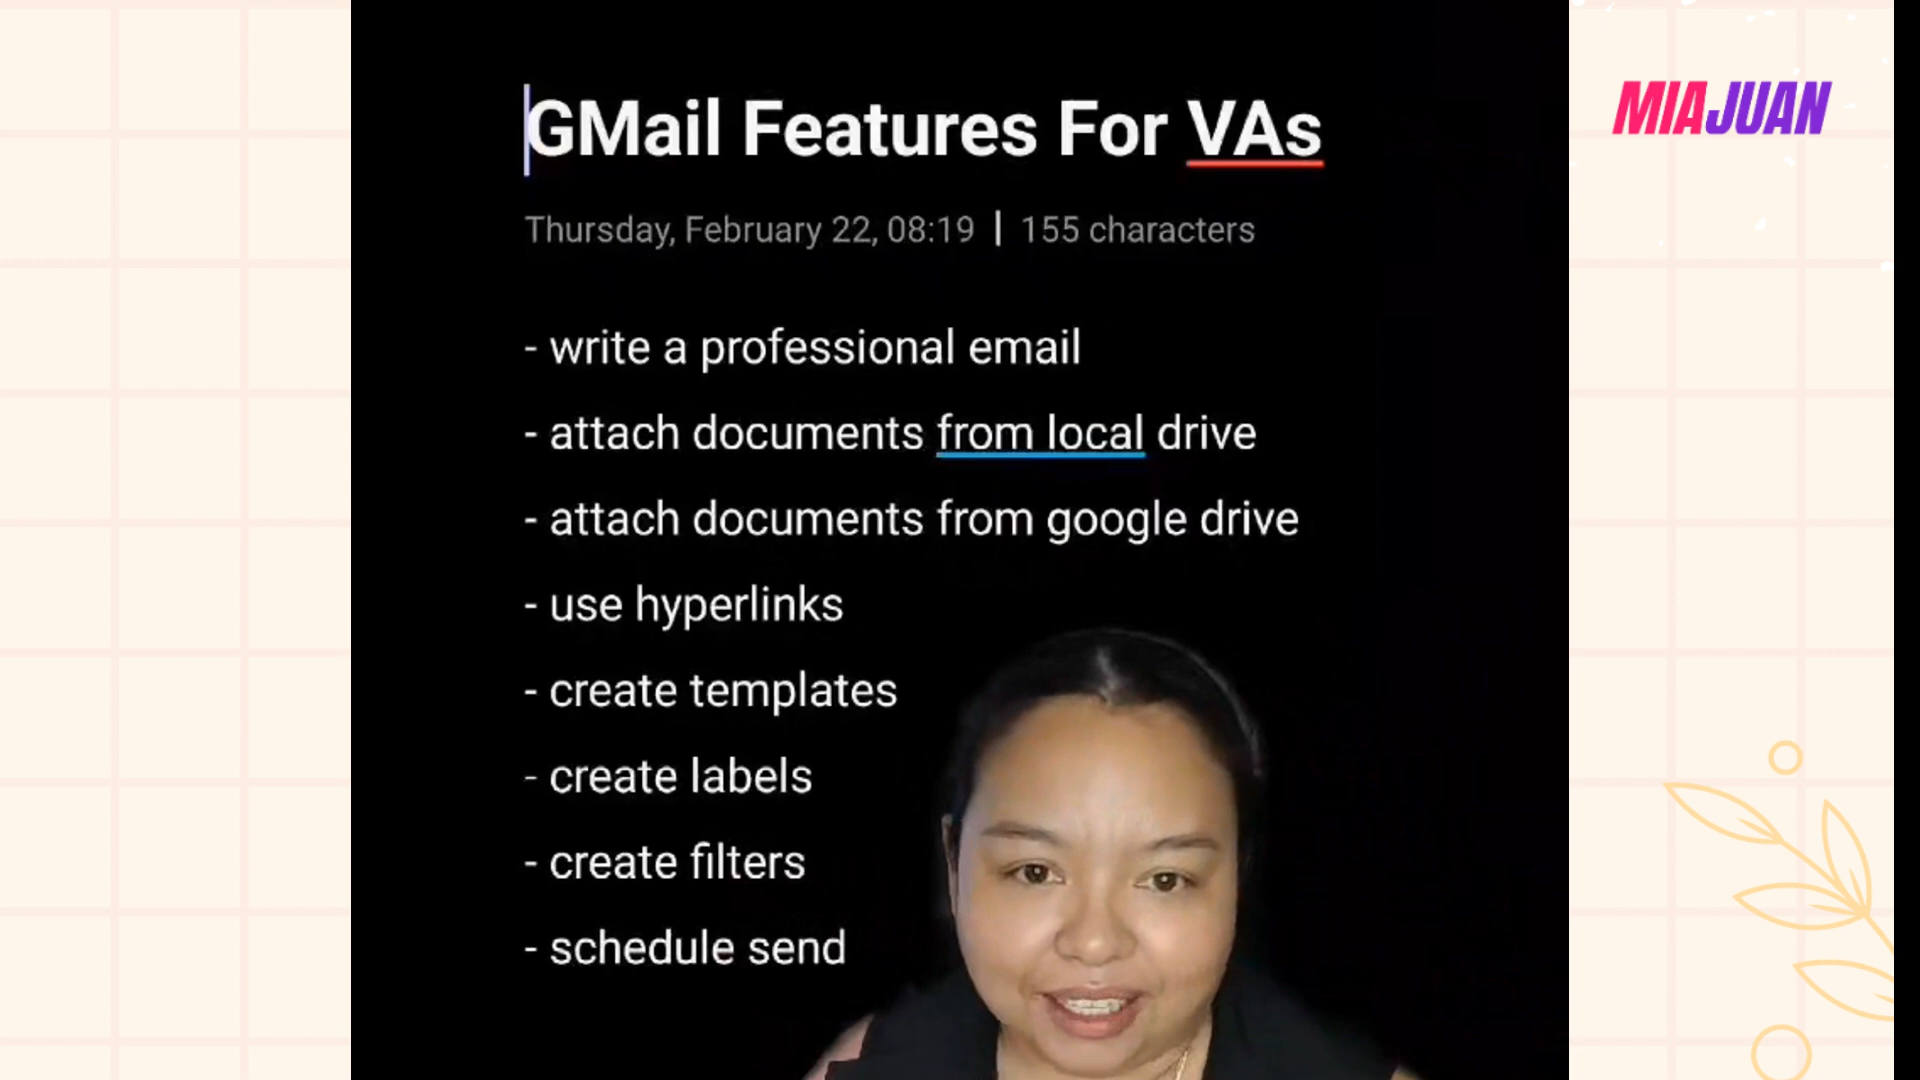 GMail Features For VAs
MIAJUAN
Thursday, February 22, 08:19 | 155 characters
- write a professional email
- attach documents from local drive
- attach documents from google drive
- use hyperlinks
- create templates
- create labels
- create filters
- schedule send